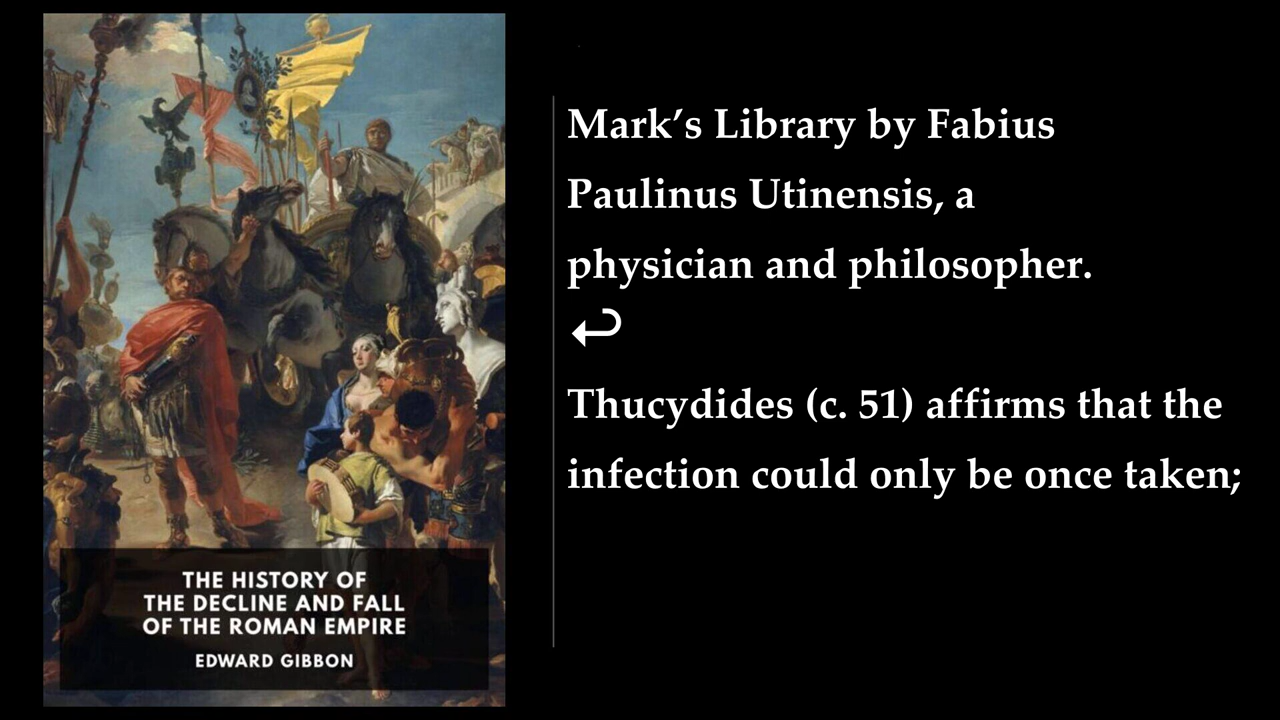 Mark’s Library by Fabius
Paulinus Utinensis, a
physician and philosopher.
↩
Thucydides (c. 51) affirms that the
infection could only be once taken;
THE HISTORY OF
THE DECLINE AND FALL
OF THE ROMAN EMPIRE
EDWARD GIBBON